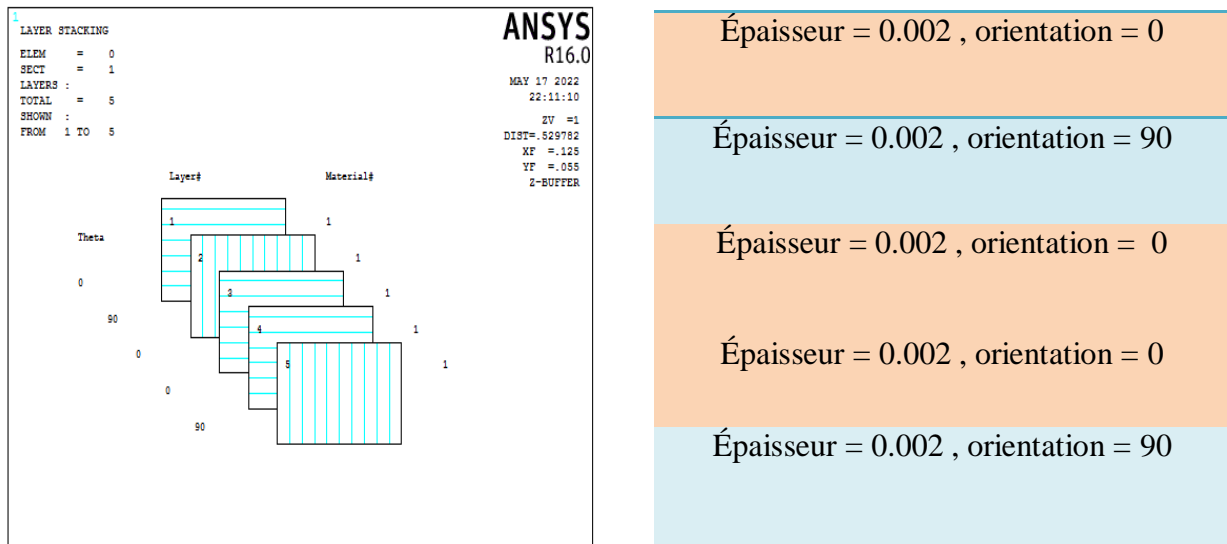 1
LAYER STACKING
ELEM = 0
SECT = 1
LAYERS :
TOTAL = 5
SHOWN :
FROM 1 TO 5
ANSYS
R16.0
MAY 17 2022
22:11:10
ZV =1
DIST=.529782
XF =.125
YF =.055
Z-BUFFER
Layer# Material#
Theta
1 1
0
2 1
90
3 1
0
4 1
0
5 1
90
Épaisseur = 0.002 , orientation = 0
Épaisseur = 0.002 , orientation = 90
Épaisseur = 0.002 , orientation = 0
Épaisseur = 0.002 , orientation = 0
Épaisseur = 0.002 , orientation = 90